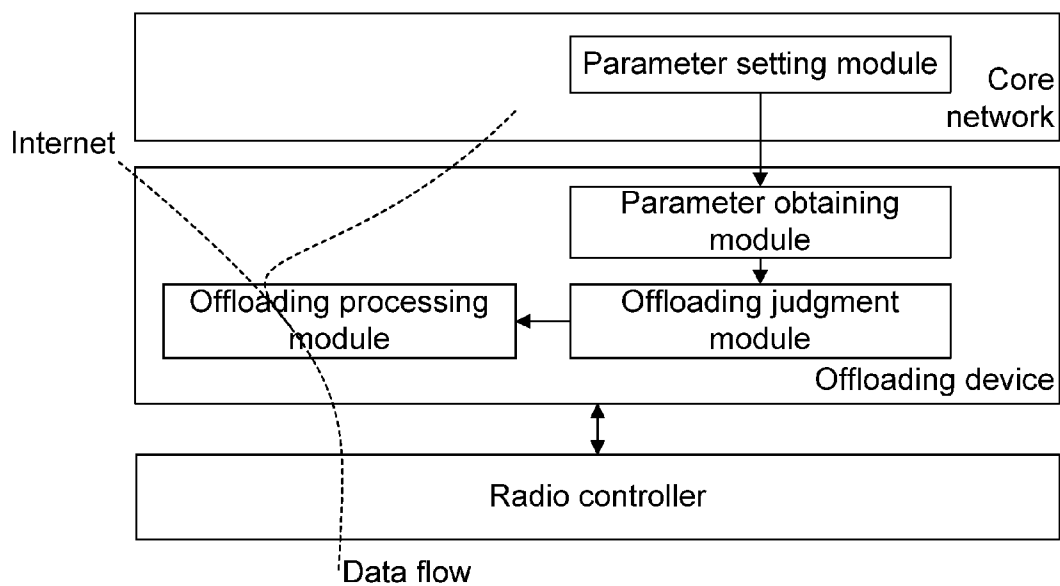 Parameter setting module
Core
network
Internet
Parameter obtaining
module
Offloading processing
module
Offloading judgment
module
Offloading device
Radio controller
Data flow